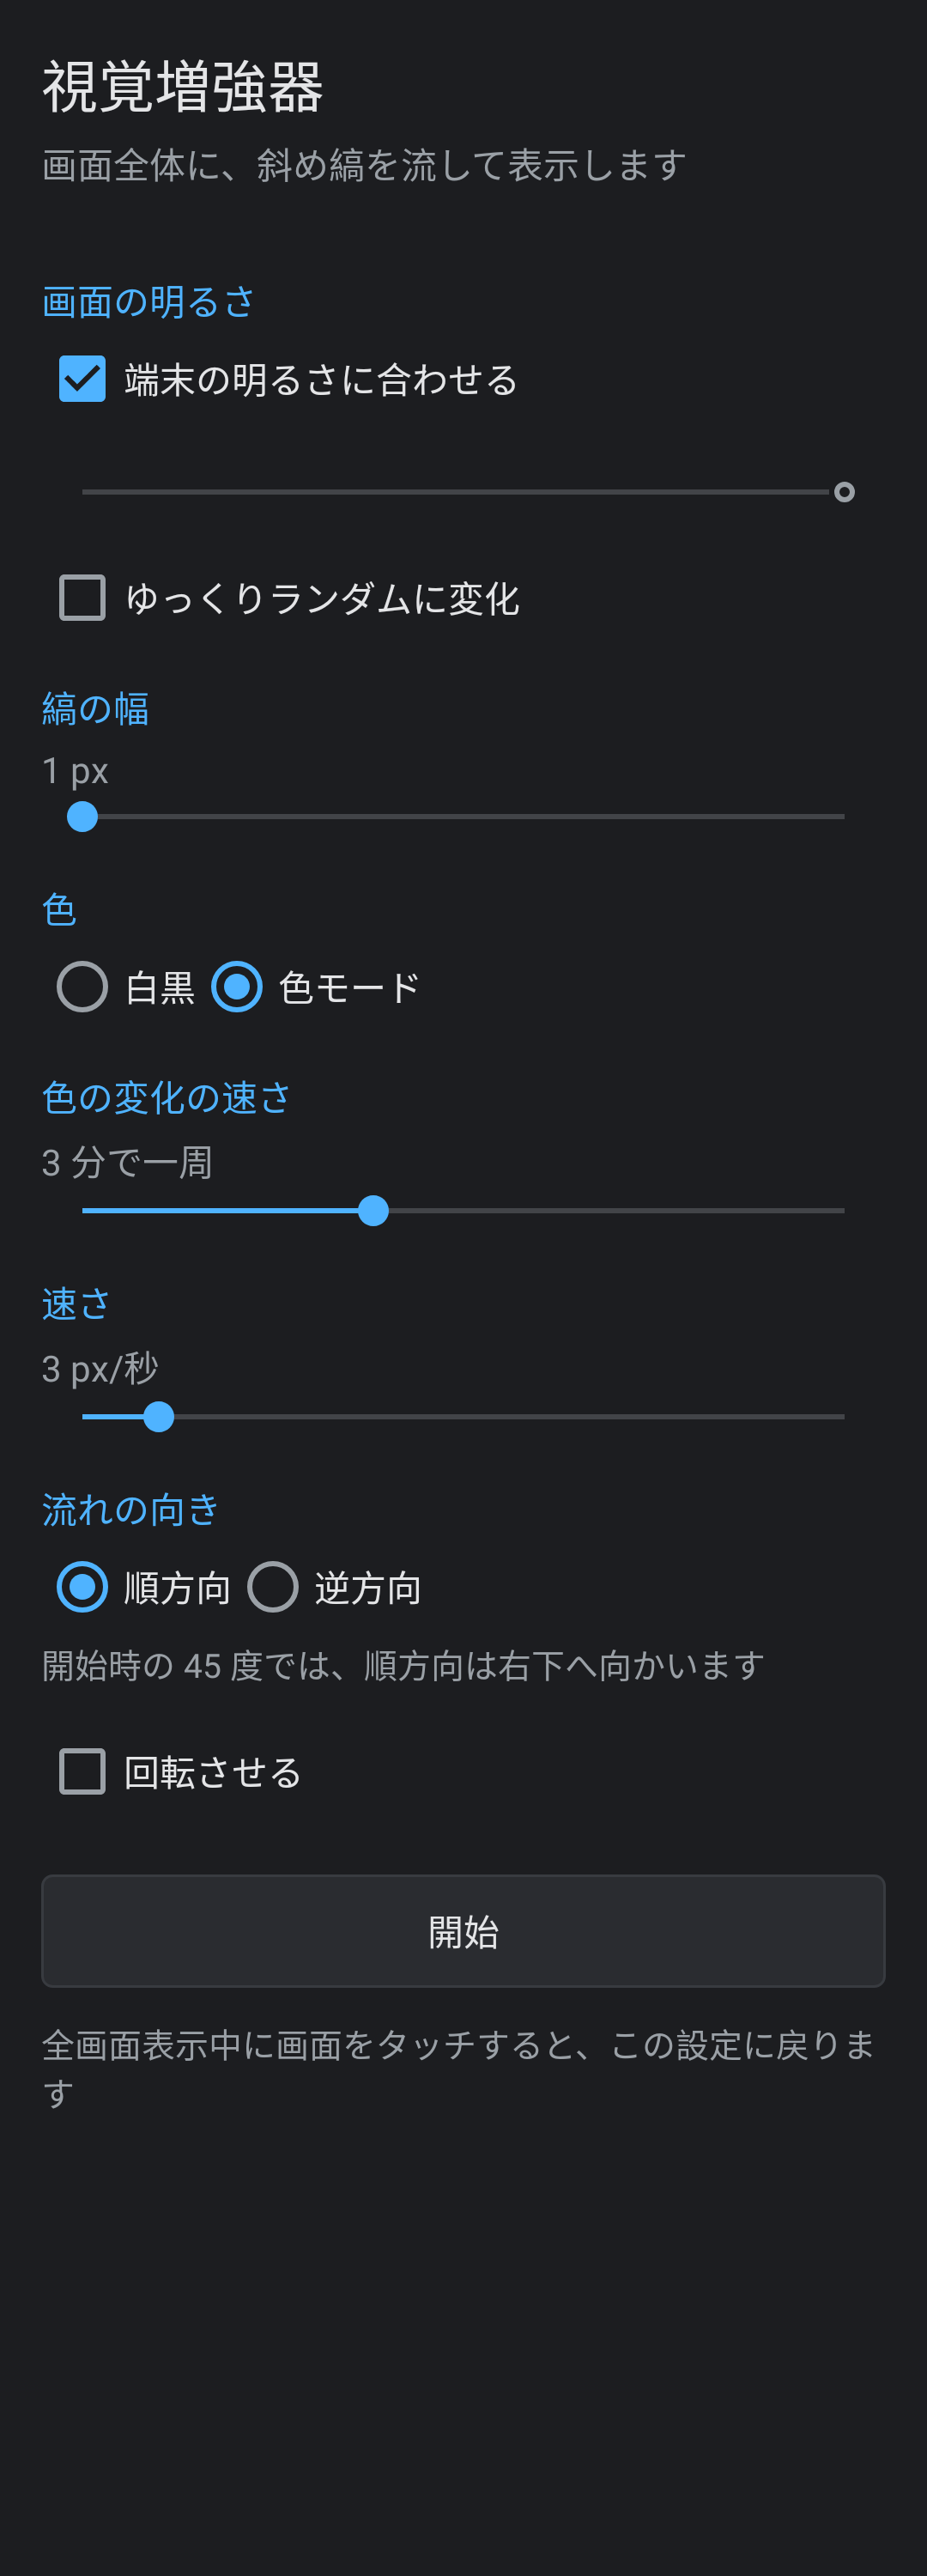 視覚増強器
画面全体に、斜め縞を流して表示します
画面の明るさ
端末の明るさに合わせる
ゆっくりランダムに変化
縞の幅
1 px
色
白黒 色モード
色の変化の速さ
3 分で一周
速さ
3 px/秒
流れの向き
順方向 逆方向
開始時の 45 度では、順方向は右下へ向かいます
回転させる
開始
全画面表示中に画面をタッチすると、この設定に戻りま
す